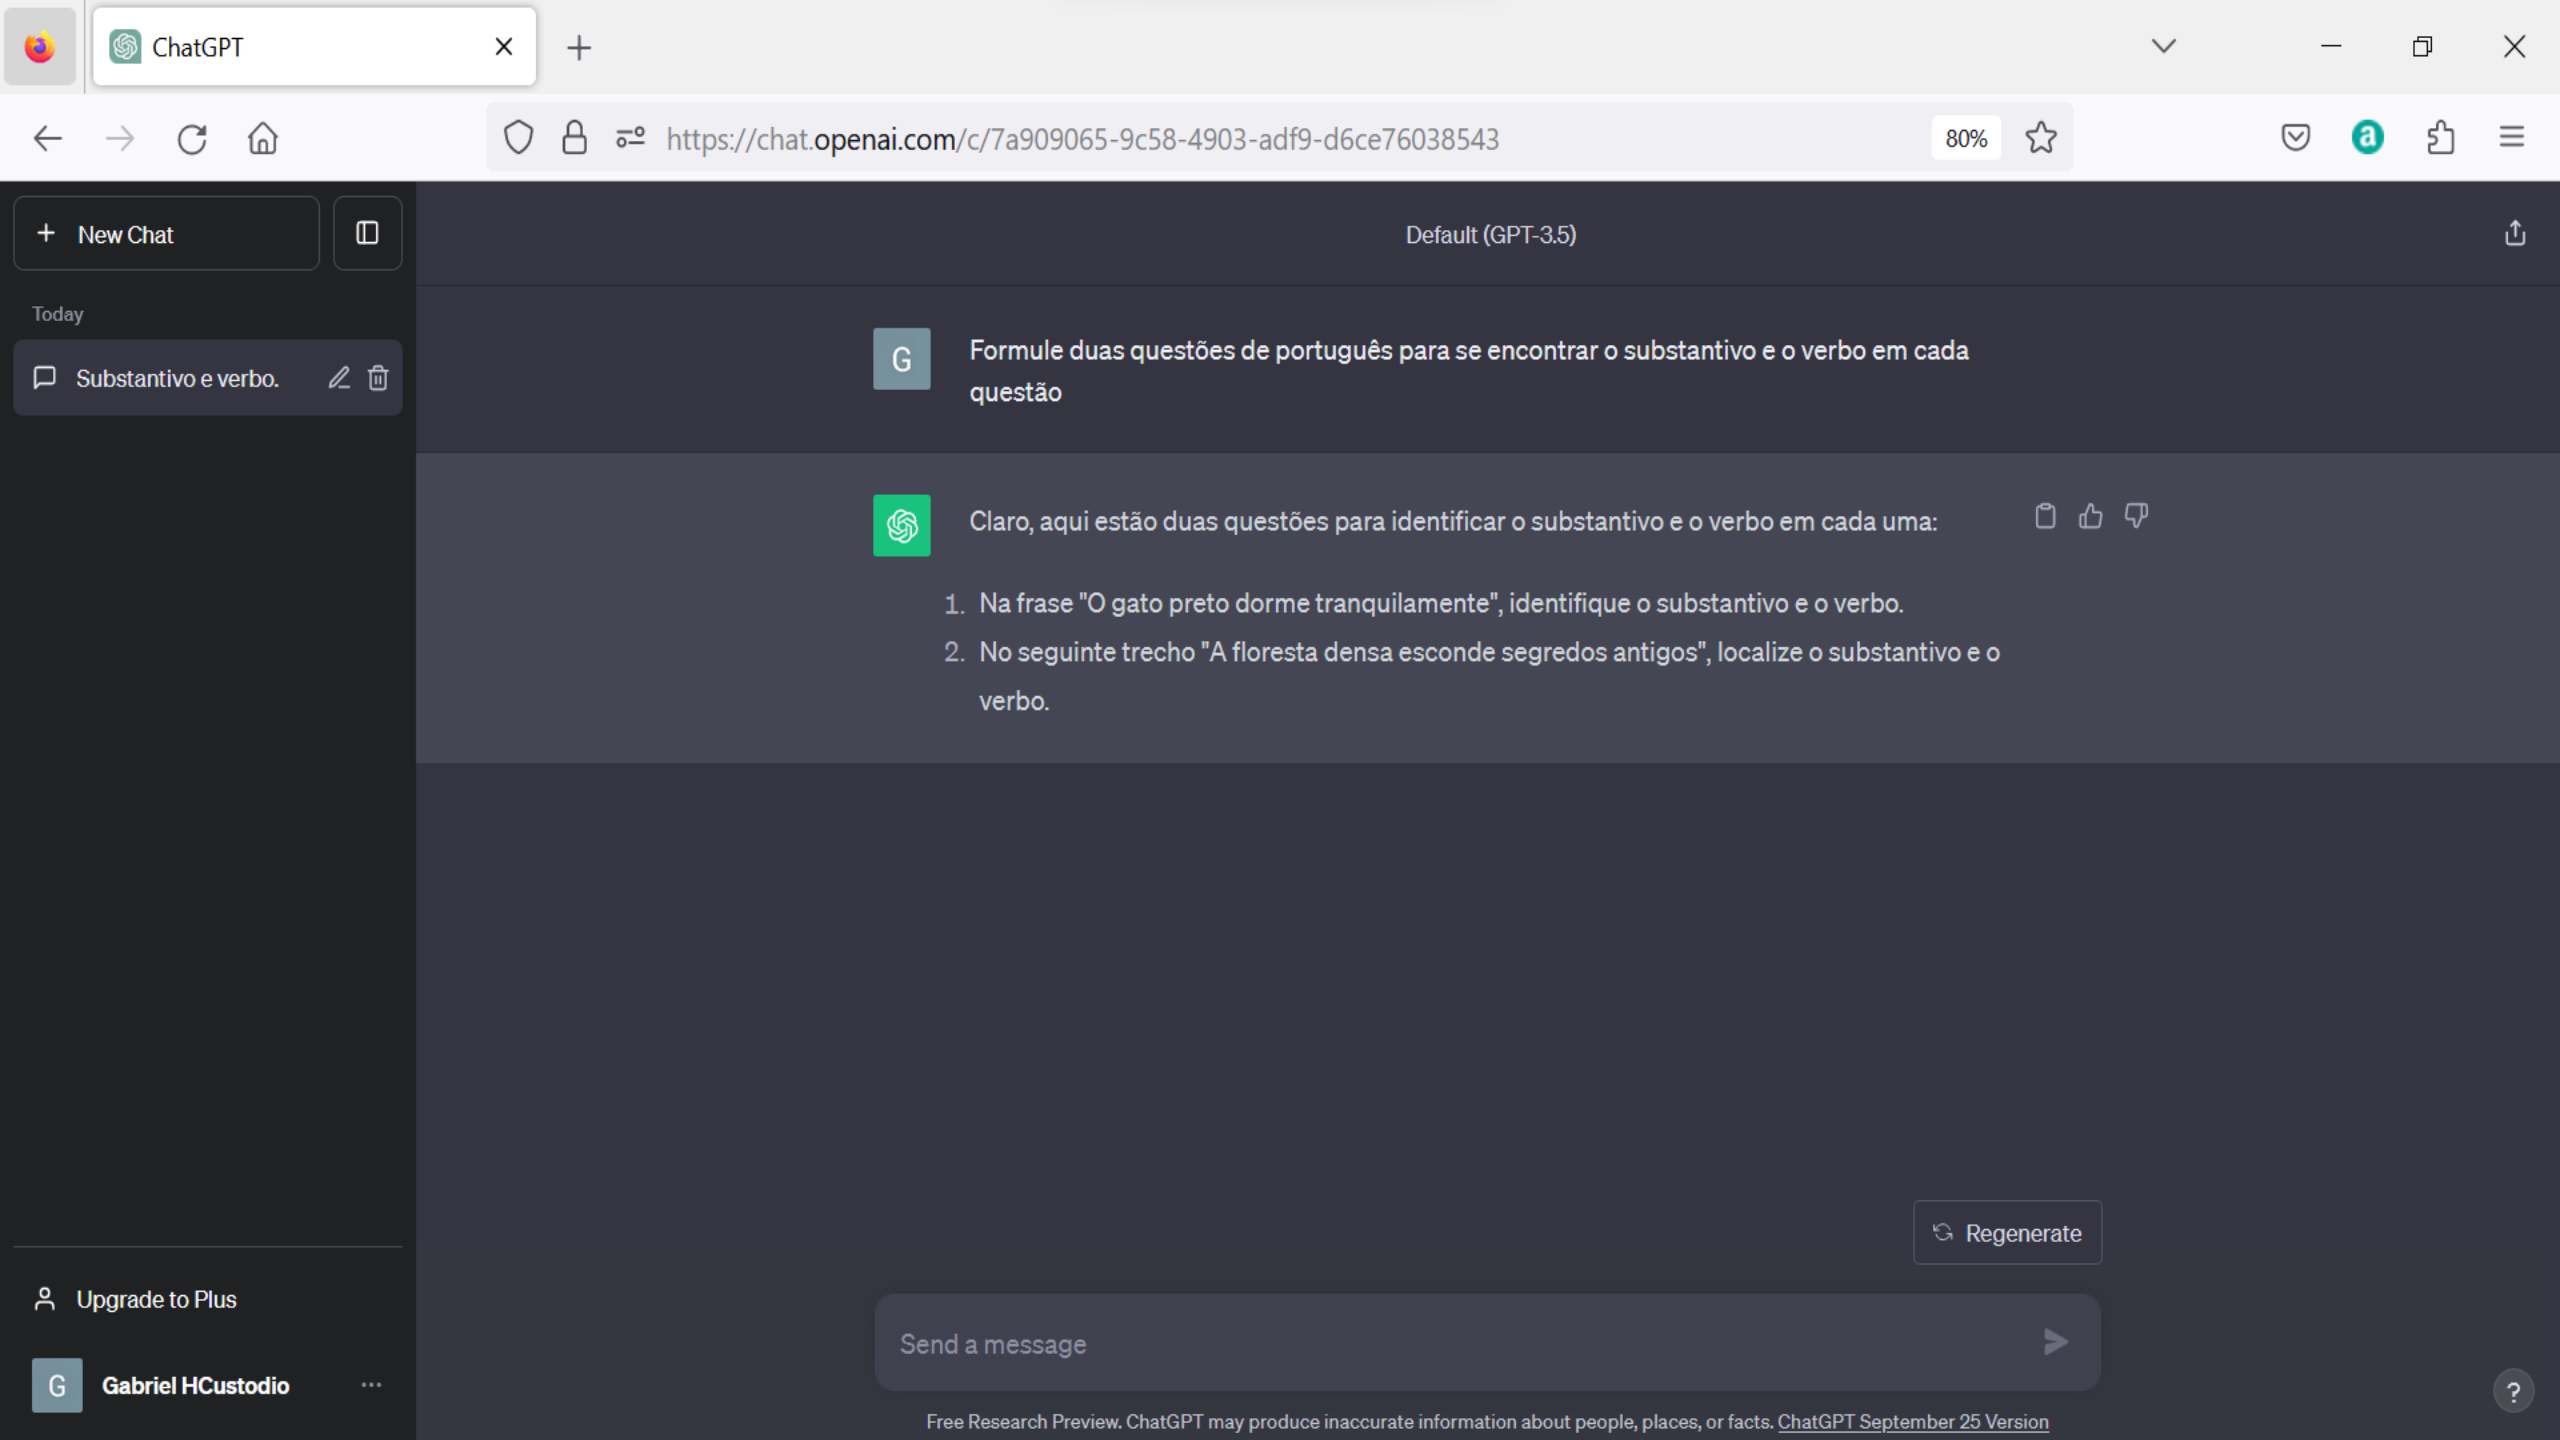 ChatGPT
https://chat.openai.com/c/7a909065-9c58-4903-adf9-d6ce76038543
80%
a
New Chat
Default (GPT-3.5)
Today
Substantivo e verbo.
G
Formule duas questões de português para se encontrar o substantivo e o verbo em cada
questão
Claro, aqui estão duas questões para identificar o substantivo e o verbo em cada uma:
1. Na frase "O gato preto dorme tranquilamente", identifique o substantivo e o verbo.
2. No seguinte trecho "A floresta densa esconde segredos antigos", localize o substantivo e o
verbo.
Regenerate
Upgrade to Plus
Send a message
G
Gabriel HCustodio
?
Free Research Preview. ChatGPT may produce inaccurate information about people, places, or facts. ChatGPT September 25 Version